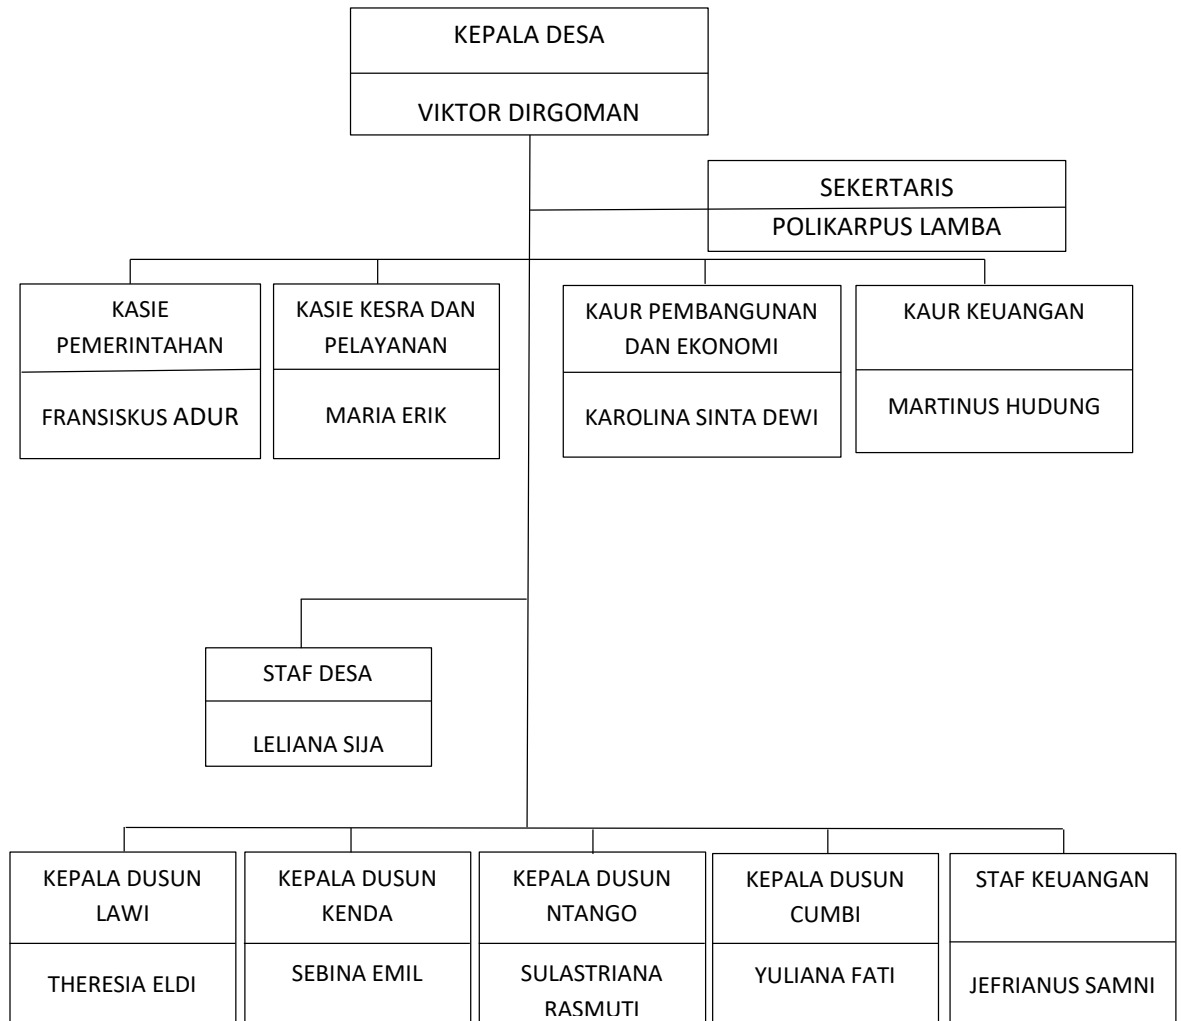 KEPALA DESA
VIKTOR DIRGOMAN
SEKERTARIS
POLIKARPUS LAMBA
KASIE
PEMERINTAHAN
FRANSISKUS ADUR
KASIE KESRA DAN
PELAYANAN
MARIA ERIK
KAUR PEMBANGUNAN
DAN EKONOMI
KAROLINA SINTA DEWI
KAUR KEUANGAN
MARTINUS HUDUNG
STAF DESA
LELIANA SIJA
KEPALA DUSUN
LAWI
THERESIA ELDI
KEPALA DUSUN
KENDA
SEBINA EMIL
KEPALA DUSUN
NTANGO
SULASTRIANA
RASMUTI
KEPALA DUSUN
CUMBI
YULIANA FATI
STAF KEUANGAN
JEFRIANUS SAMNI